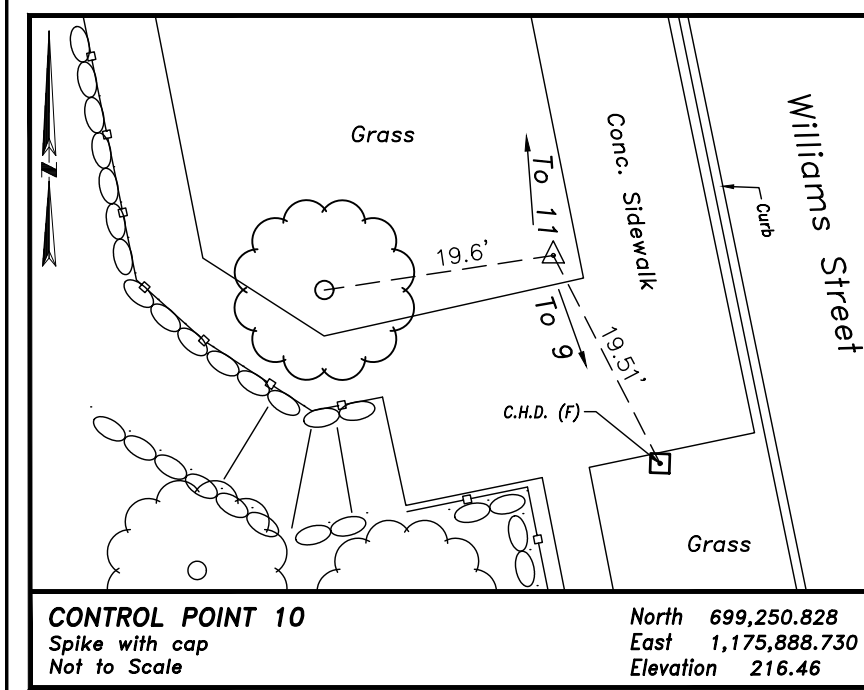 Grass
Conc. Sidewalk
Williams Street
Curb
To 11
19.6'
To 9
19.51'
C.H.D. (F)
Grass
N
CONTROL POINT 10
Spike with cap
Not to Scale
North 699,250.828
East 1,175,888.730
Elevation 216.46